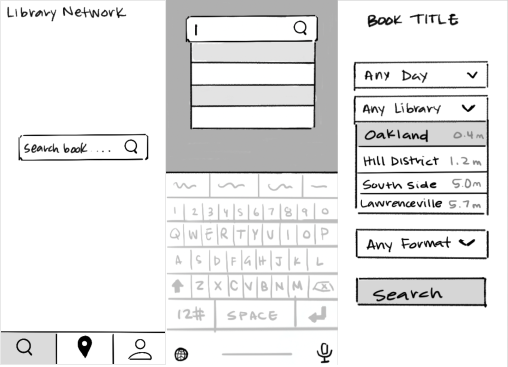 Library Network
Search book ...
1 2 3 4 5 6 7 8 9 0
Q W E R T Y U I O P
A S D F G H J K L
Z X C V B N M
12# SPACE
BOOK TITLE
Any Day
Any Library
Oakland 0.4m
Hill District 1.2m
South Side 5.0m
Lawrenceville 5.7m
Any Format
Search